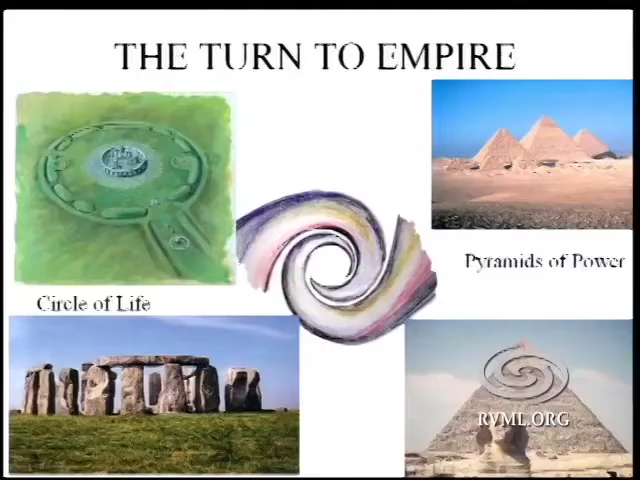 THE TURN TO EMPIRE
Pyramids of Power
Circle of Life
RVML.ORG